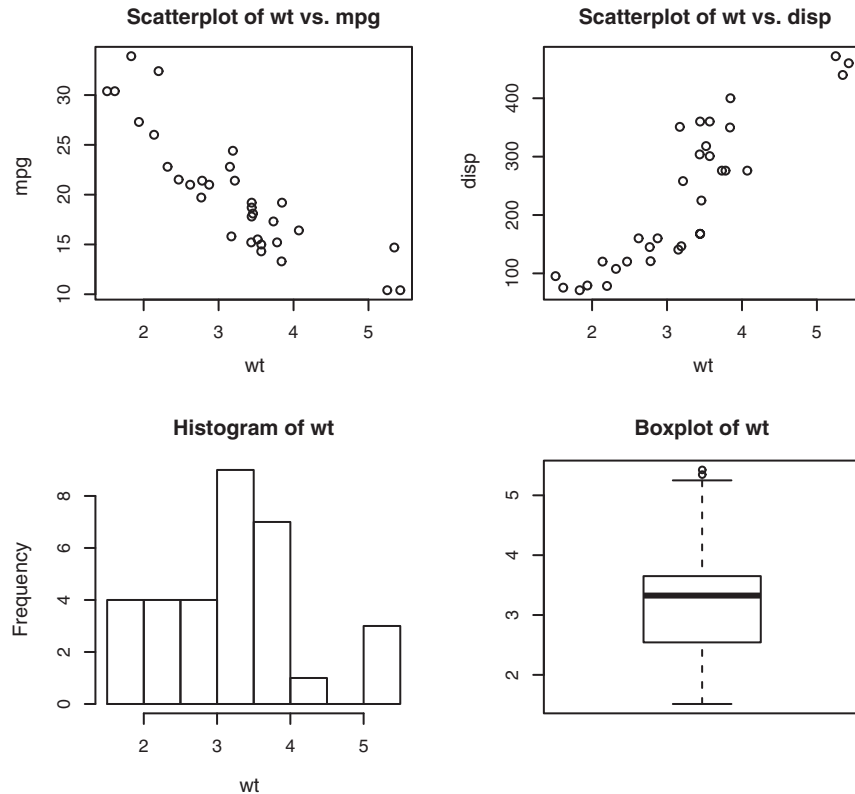 Scatterplot of wt vs. mpg
mpg
10 15 20 25 30
2 3 4 5
wt
Scatterplot of wt vs. disp
disp
100 200 300 400
2 3 4 5
wt
Histogram of wt
Frequency
0 2 4 6 8
2 3 4 5
wt
Boxplot of wt
2 3 4 5